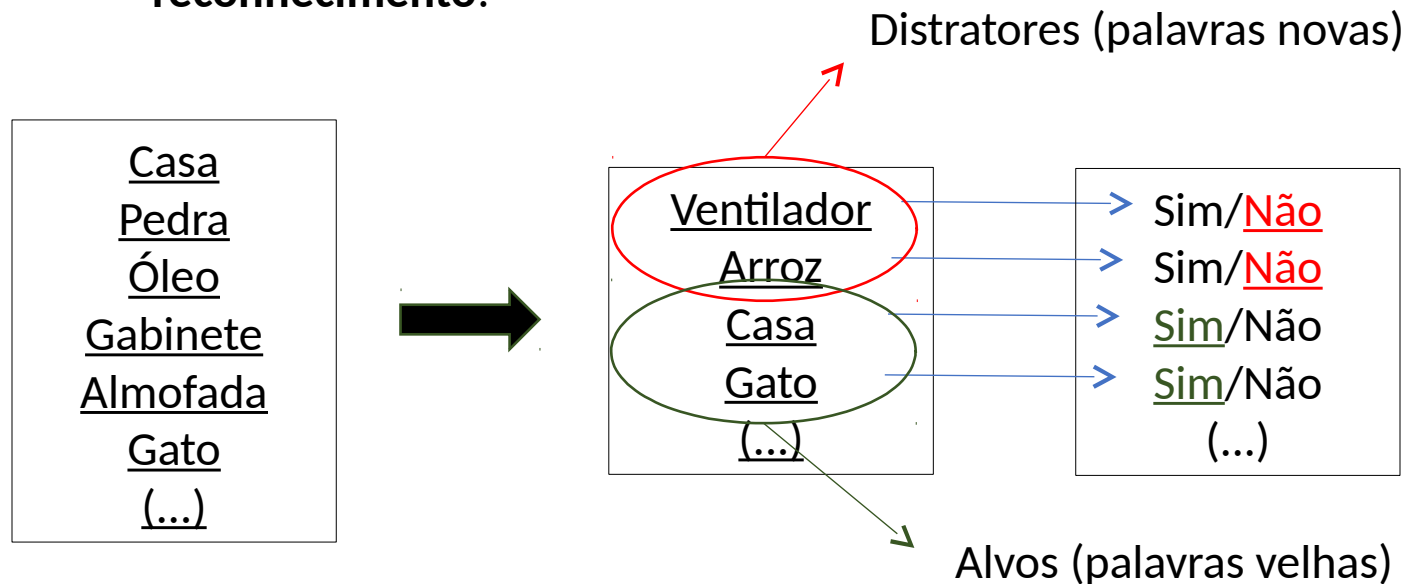 reconhecimento:
Distratores (palavras novas)
Casa
Pedra
Óleo
Gabinete
Almofada
Gato
(...)
Ventilador
Arroz
Casa
Gato
(...)
Sim/Não
Sim/Não
Sim/Não
Sim/Não
(...)
Alvos (palavras velhas)